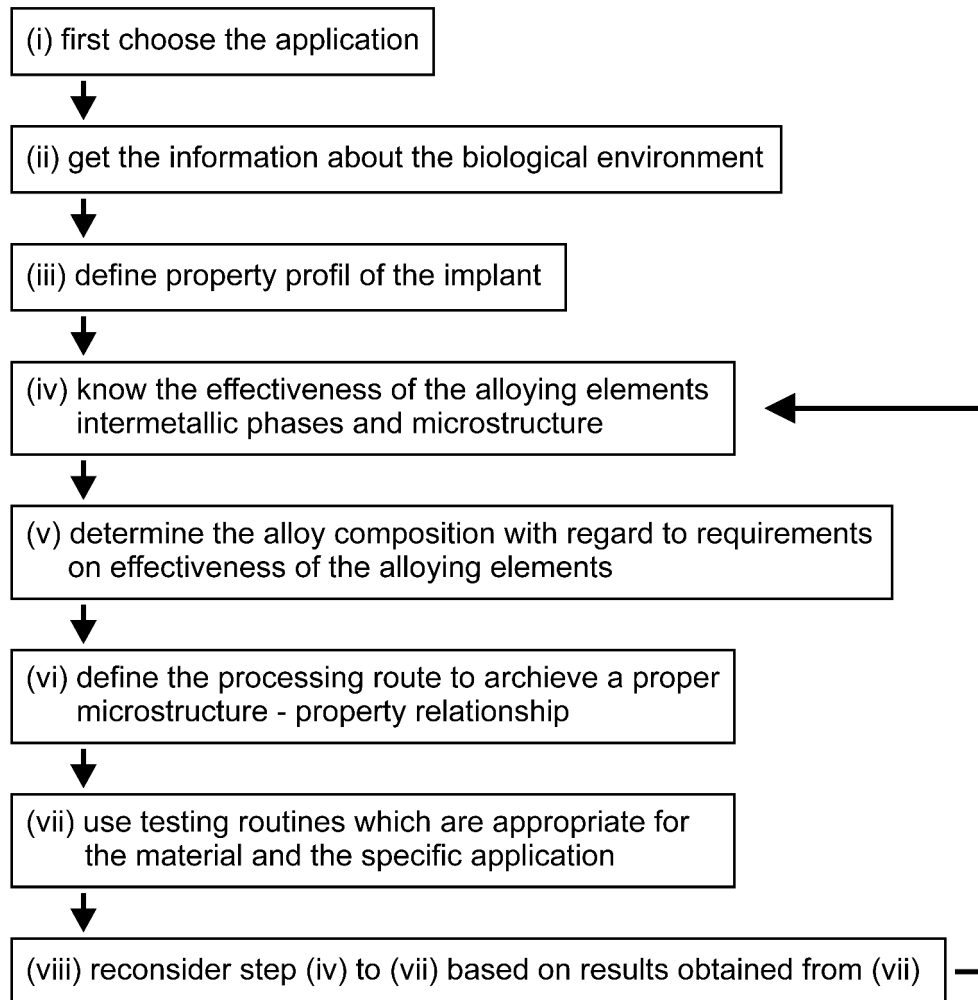 (i) first choose the application
(ii) get the information about the biological environment
(iii) define property profil of the implant
(iv) know the effectiveness of the alloying elements
intermetallic phases and microstructure
(v) determine the alloy composition with regard to requirements
on effectiveness of the alloying elements
(vi) define the processing route to archieve a proper
microstructure - property relationship
(vii) use testing routines which are appropriate for
the material and the specific application
(viii) reconsider step (iv) to (vii) based on results obtained from (vii)